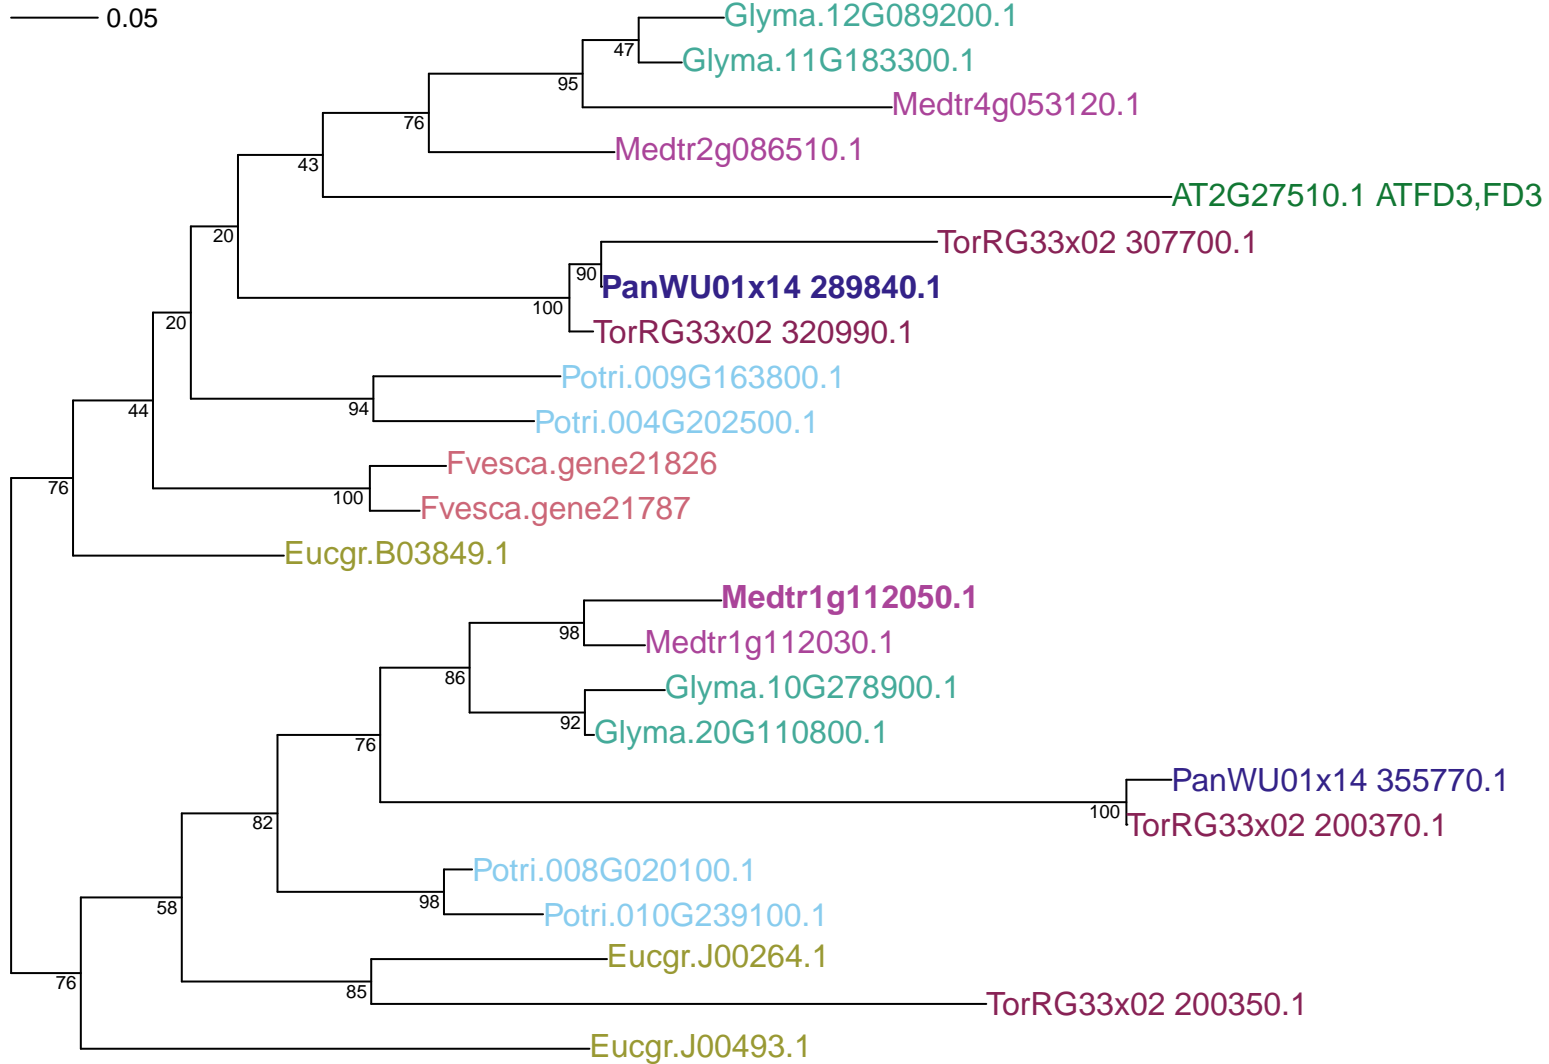 0.05
Glyma.12G089200.1
47
Glyma.11G183300.1
95
Medtr4g053120.1
76
Medtr2g086510.1
43
AT2G27510.1 ATFD3,FD3
20
TorRG33x02 307700.1
90
PanWU01x14 289840.1
100
TorRG33x02 320990.1
20
Potri.009G163800.1
94
Potri.004G202500.1
44
Fvesca.gene21826
76
100
Fvesca.gene21787
Eucgr.B03849.1
Medtr1g112050.1
98
Medtr1g112030.1
86
Glyma.10G278900.1
92
Glyma.20G110800.1
76
PanWU01x14 355770.1
100
TorRG33x02 200370.1
82
Potri.008G020100.1
98
Potri.010G239100.1
58
Eucgr.J00264.1
76
85
TorRG33x02 200350.1
Eucgr.J00493.1